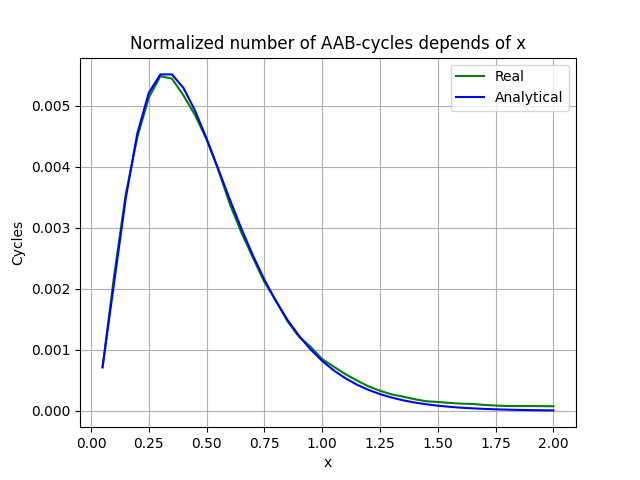 Normalized number of AAB-cycles depends of x
Real
Analytical
Cycles
0.005
0.004
0.003
0.002
0.001
0.000
0.00 0.25 0.50 0.75 1.00 1.25 1.50 1.75 2.00
x